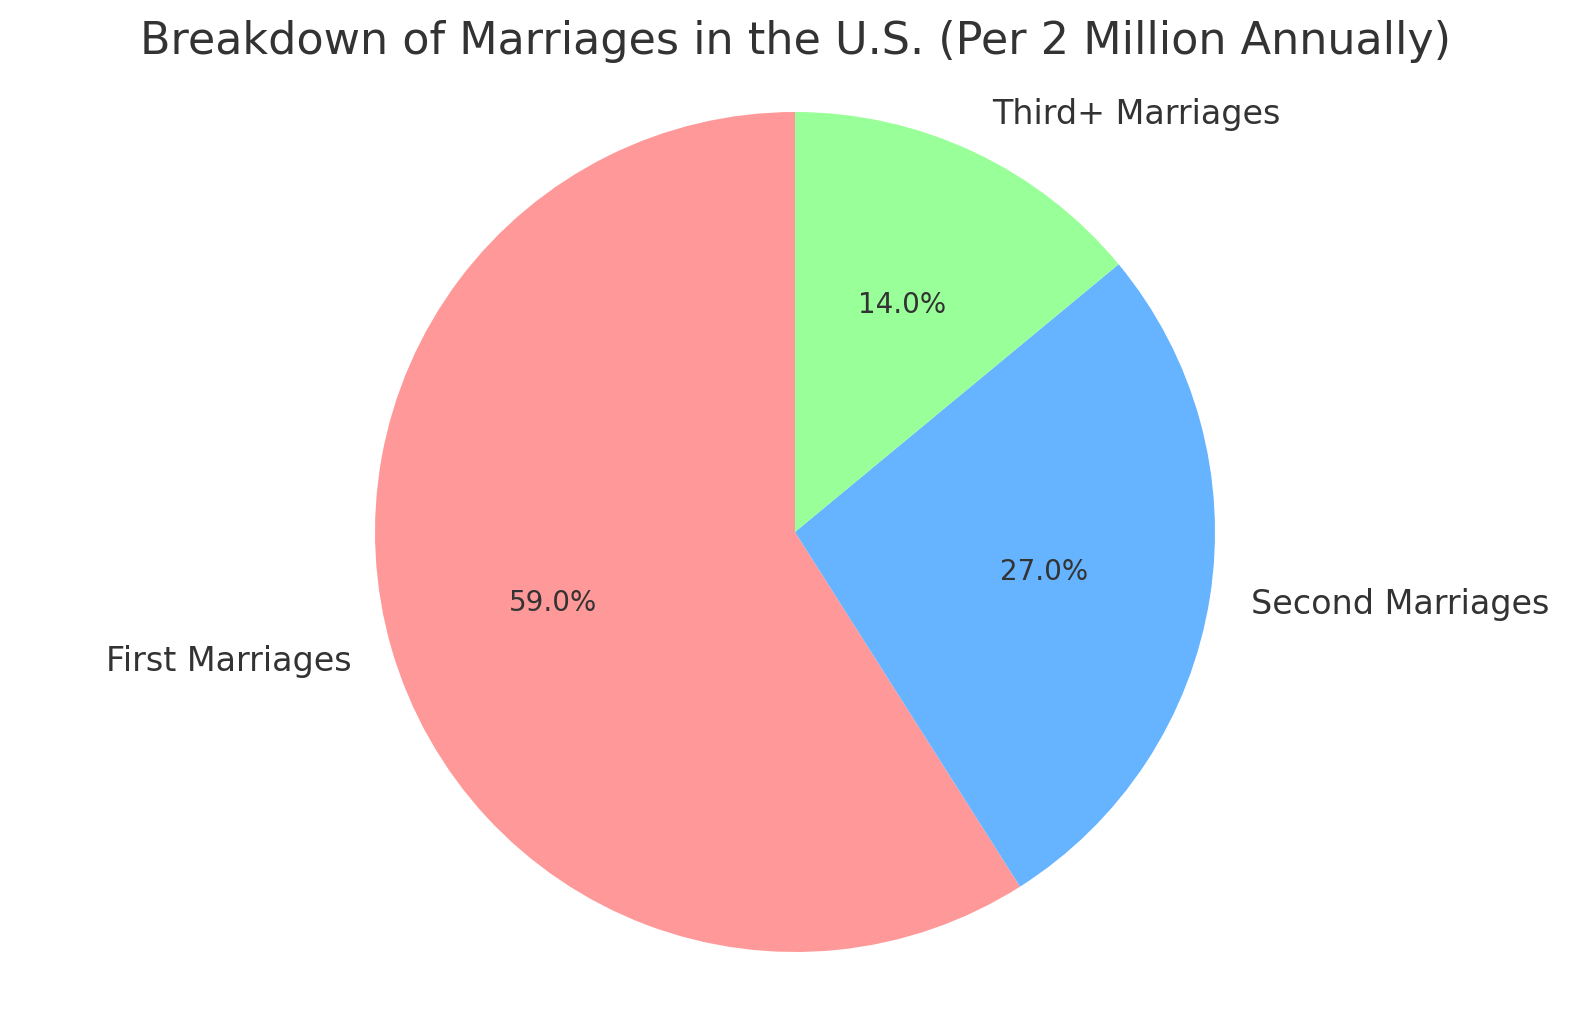 Breakdown of Marriages in the U.S. (Per 2 Million Annually)
Third+ Marriages
14.0%
27.0%
Second Marriages
59.0%
First Marriages